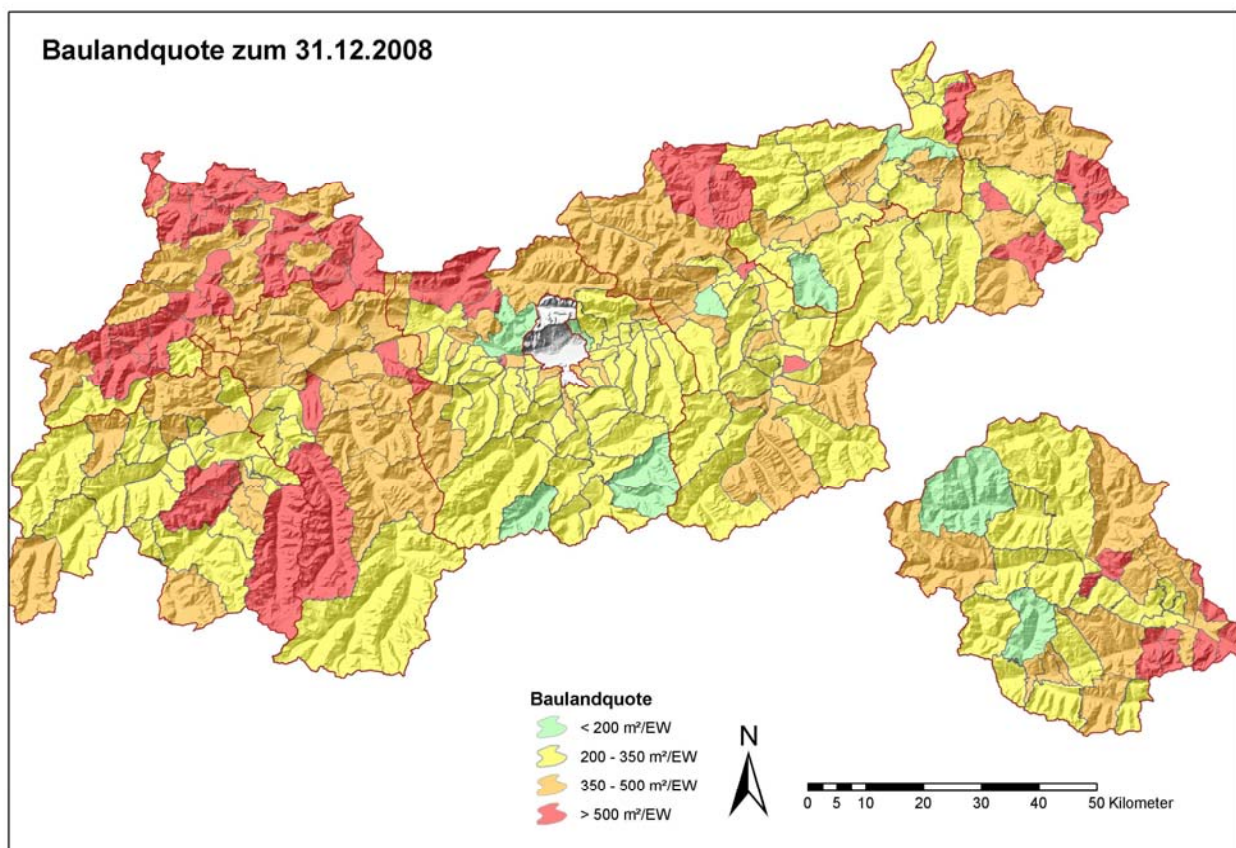 Baulandquote zum 31.12.2008
Baulandquote
< 200 m²/EW
200 - 350 m²/EW
350 - 500 m²/EW
> 500 m²/EW
N
0 5 10 20 30 40 50 Kilometer